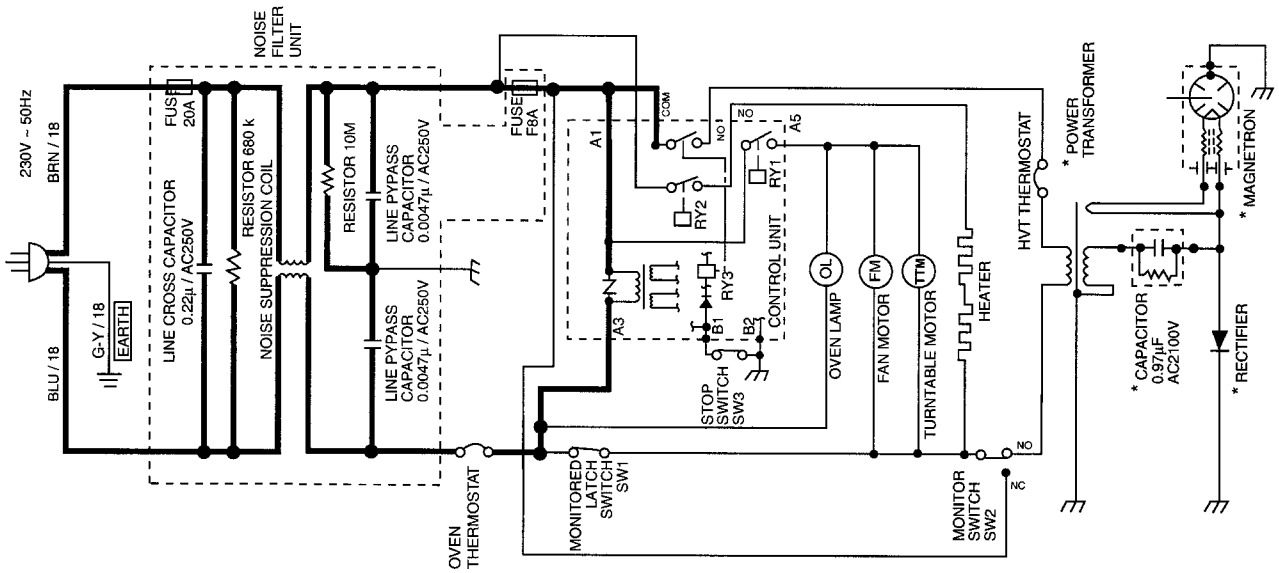 230V ~ 50Hz
BRN / 18
BLU / 18
G-Y / 18
EARTH
NOISE
FILTER
UNIT
FUSE
20A
LINE CROSS CAPACITOR
0.22µ / AC250V
RESISTOR 680 k
NOISE SUPPRESSION COIL
RESISTOR 10M
LINE PYPASS
CAPACITOR
0.0047µ / AC250V
LINE PYPASS
CAPACITOR
0.0047µ / AC250V
OVEN
THERMOSTAT
FUSE
F8A
A1
A3
COM
NO
NO
A5
RY1
RY2
RY3
B1
B2
CONTROL UNIT
STOP
SWITCH
SW3
MONITORED
LATCH
SWITCH
SW1
OL
OVEN LAMP
FM
FAN MOTOR
TTM
TURNTABLE MOTOR
HEATER
MONITOR
SWITCH
SW2
NO
NC
HVT THERMOSTAT
* POWER
TRANSFORMER
* MAGNETRON
* CAPACITOR
0.97µF
AC2100V
* RECTIFIER